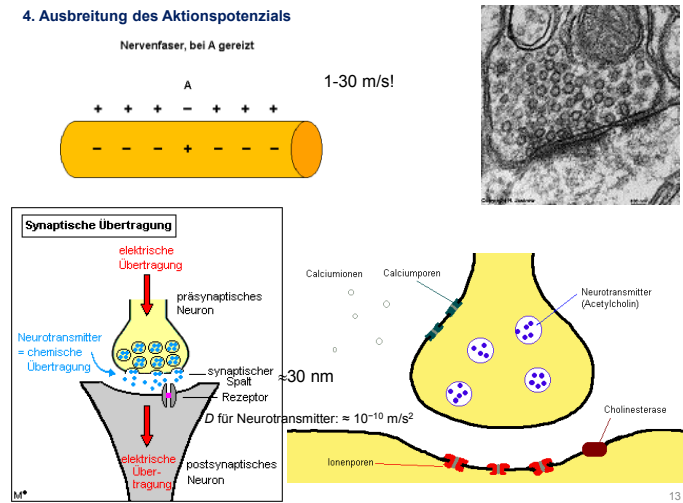 4. Ausbreitung des Aktionspotenzials
Nervenfaser, bei A gereizt
A
1-30 m/s!
+ + + − + + +
− − − + − − −
Synaptische Übertragung
elektrische
Übertragung
präsynaptisches
Neuron
Neurotransmitter
= chemische
Übertragung
synaptischer
Spalt
Rezeptor
≈30 nm
D für Neurotransmitter: ≈ 10⁻¹⁰ m/s²
elektrische
Über-
tragung
postsynaptisches
Neuron
M
Calciumionen
Calciumporen
Neurotransmitter
(Acetylcholin)
Cholinesterase
Ionenporen
13